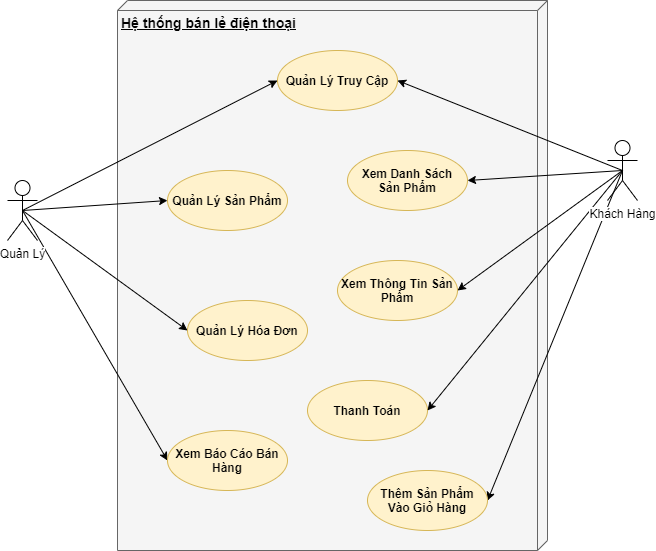 Hệ thống bán lẻ điện thoại
Quản Lý Truy Cập
Xem Danh Sách
Sản Phẩm
Quản Lý Sản Phẩm
Khách Hàng
Quản Lý
Xem Thông Tin Sản
Phẩm
Quản Lý Hóa Đơn
Thanh Toán
Xem Báo Cáo Bán
Hàng
Thêm Sản Phẩm
Vào Giỏ Hàng